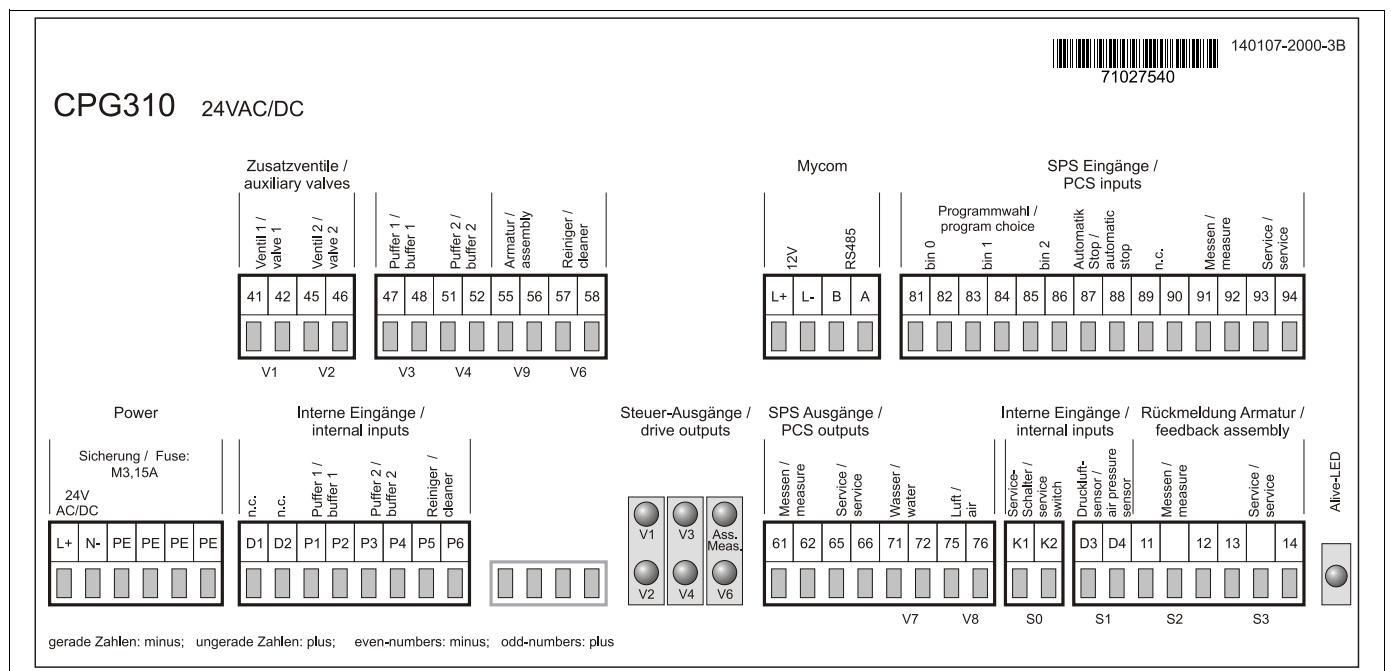 140107-2000-3B
71027540
CPG310 24VAC/DC
Zusatzventile /
auxiliary valves
Mycom
SPS Eingänge /
PCS inputs
Programmwahl /
program choice
Ventil 1 /
valve 1
Ventil 2 /
valve 2
Puffer 1 /
buffer 1
Puffer 2 /
buffer 2
Armatur /
assembly
Reiniger /
cleaner
12V
RS485
bin 0
bin 1
bin 2
Automatik
Stop /
automatic
stop
n.c.
Messen /
measure
Service /
service
41 42 45 46 47 48 51 52 55 56 57 58 L+ L- B A 81 82 83 84 85 86 87 88 89 90 91 92 93 94
V1 V2 V3 V4 V9 V6
Power
Interne Eingänge /
internal inputs
Steuer-Ausgänge /
drive outputs
SPS Ausgänge /
PCS outputs
Interne Eingänge /
internal inputs
Rückmeldung Armatur /
feedback assembly
Sicherung / Fuse:
M3,15A
24V
AC/DC
n.c.
n.c.
Puffer 1 /
buffer 1
Puffer 2 /
buffer 2
Reiniger /
cleaner
Messen /
measure
Service /
service
Wasser /
water
Luft /
air
Service-
Schalter /
service
switch
Druckluft-
sensor /
air pressure
sensor
Messen /
measure
Service /
service
Alive-LED
L+ N- PE PE PE PE D1 D2 P1 P2 P3 P4 P5 P6
V1 V3 Ass.
Meas.
V2 V4 V6
61 62 65 66 71 72 75 76 K1 K2 D3 D4 11 12 13 14
V7 V8 S0 S1 S2 S3
gerade Zahlen: minus; ungerade Zahlen: plus; even-numbers: minus; odd-numbers: plus